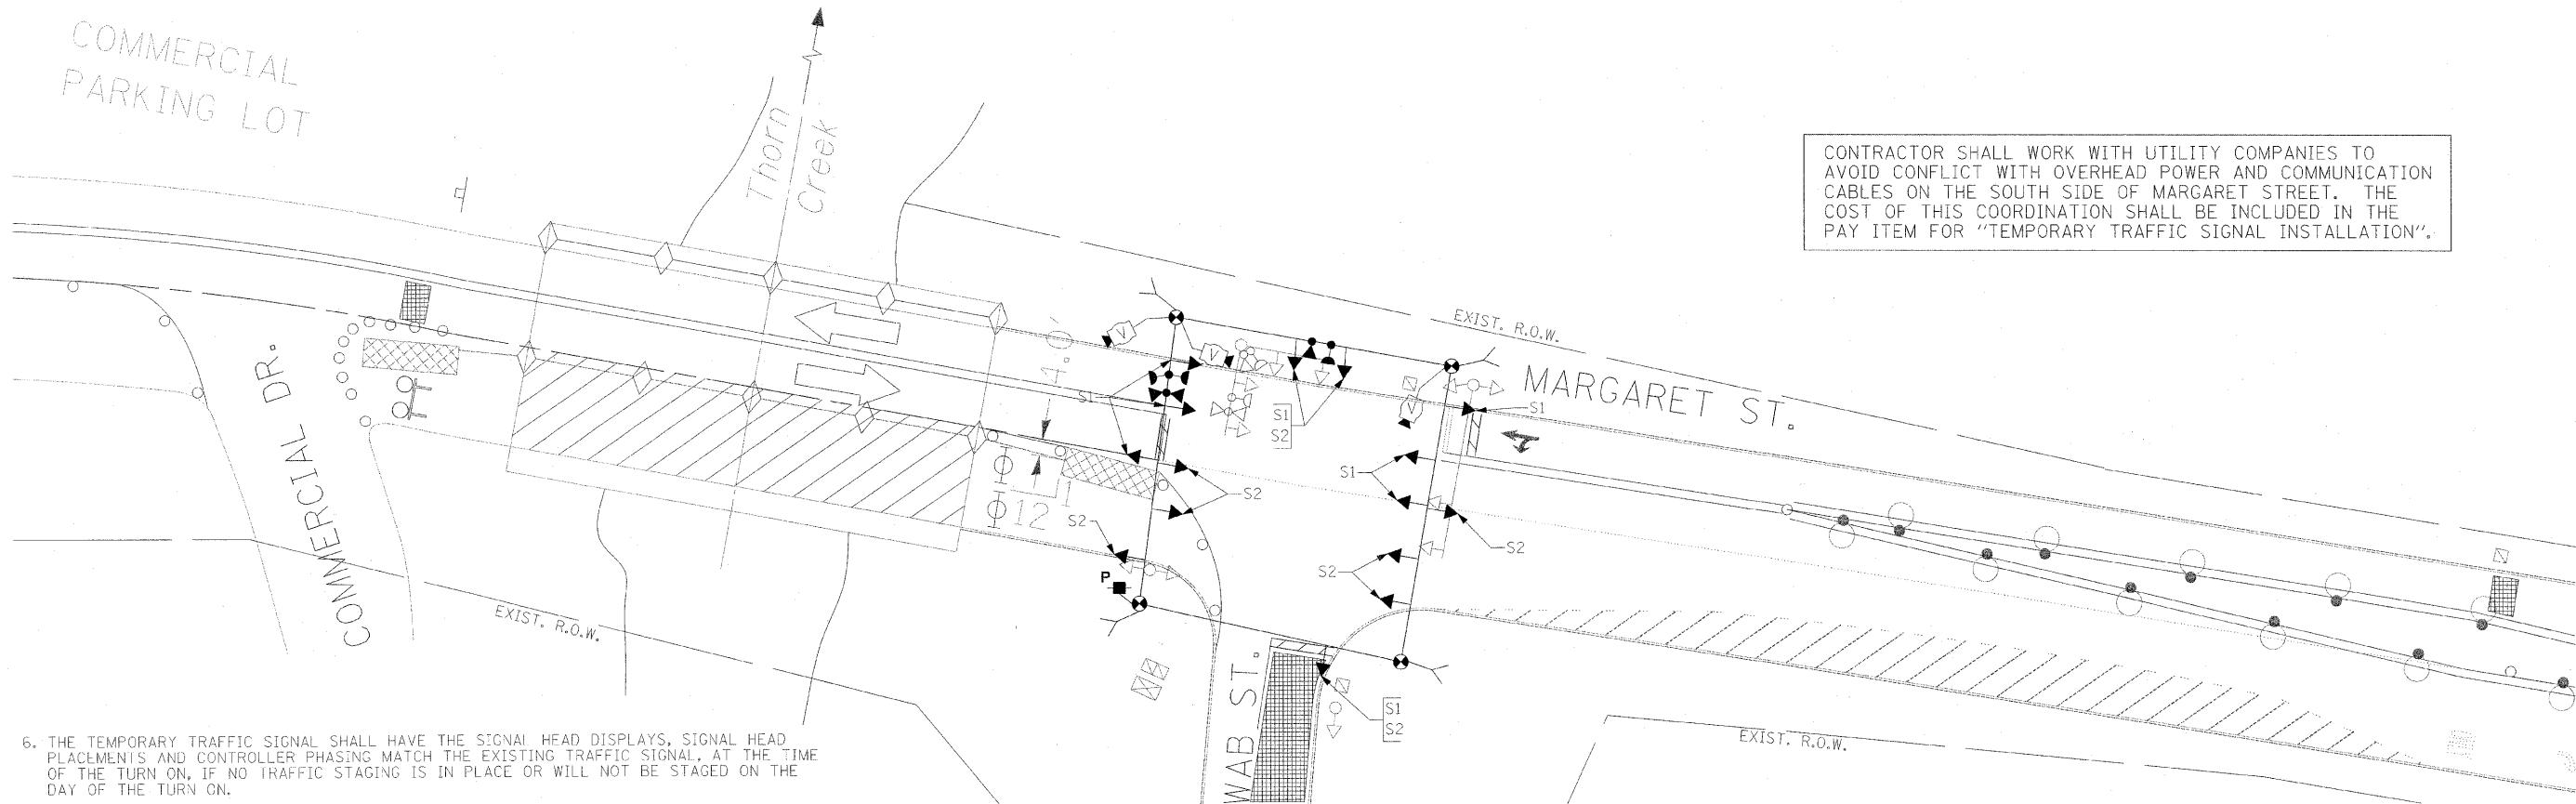 COMMERCIAL
PARKING LOT
Thorn
Creek
CONTRACTOR SHALL WORK WITH UTILITY COMPANIES TO
AVOID CONFLICT WITH OVERHEAD POWER AND COMMUNICATION
CABLES ON THE SOUTH SIDE OF MARGARET STREET. THE
COST OF THIS COORDINATION SHALL BE INCLUDED IN THE
PAY ITEM FOR "TEMPORARY TRAFFIC SIGNAL INSTALLATION".
EXIST. R.O.W.
MARGARET ST.
V
V
V
S1
S1
S2
S1
S1
S2
S2
S2
S2
P
COMMERCIAL DR.
EXIST. R.O.W.
WAB ST.
S1
S2
EXIST. R.O.W.
6. THE TEMPORARY TRAFFIC SIGNAL SHALL HAVE THE SIGNAL HEAD DISPLAYS, SIGNAL HEAD
PLACEMENTS AND CONTROLLER PHASING MATCH THE EXISTING TRAFFIC SIGNAL, AT THE TIME
OF THE TURN ON, IF NO TRAFFIC STAGING IS IN PLACE OR WILL NOT BE STAGED ON THE
DAY OF THE TURN ON.